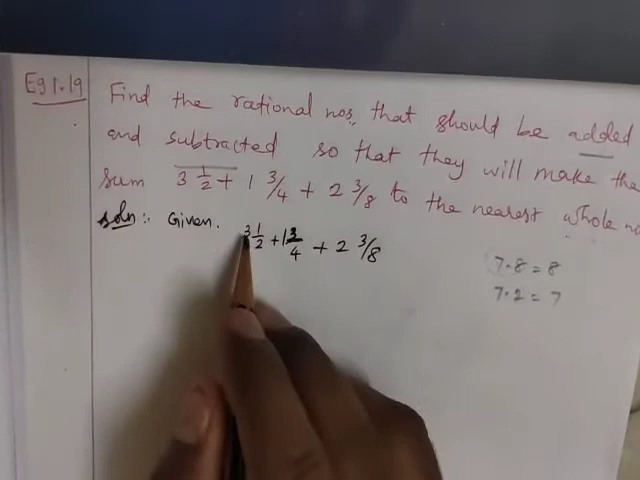 Eg 1.19
Find the rational nos, that should be added
and subtracted so that they will make the
sum 3 1/2 + 1 3/4 + 2 3/8 to the nearest whole no
soln:. Given. 3 1/2 + 1 3/4 + 2 3/8
7.8 = 8
7.2 = 7